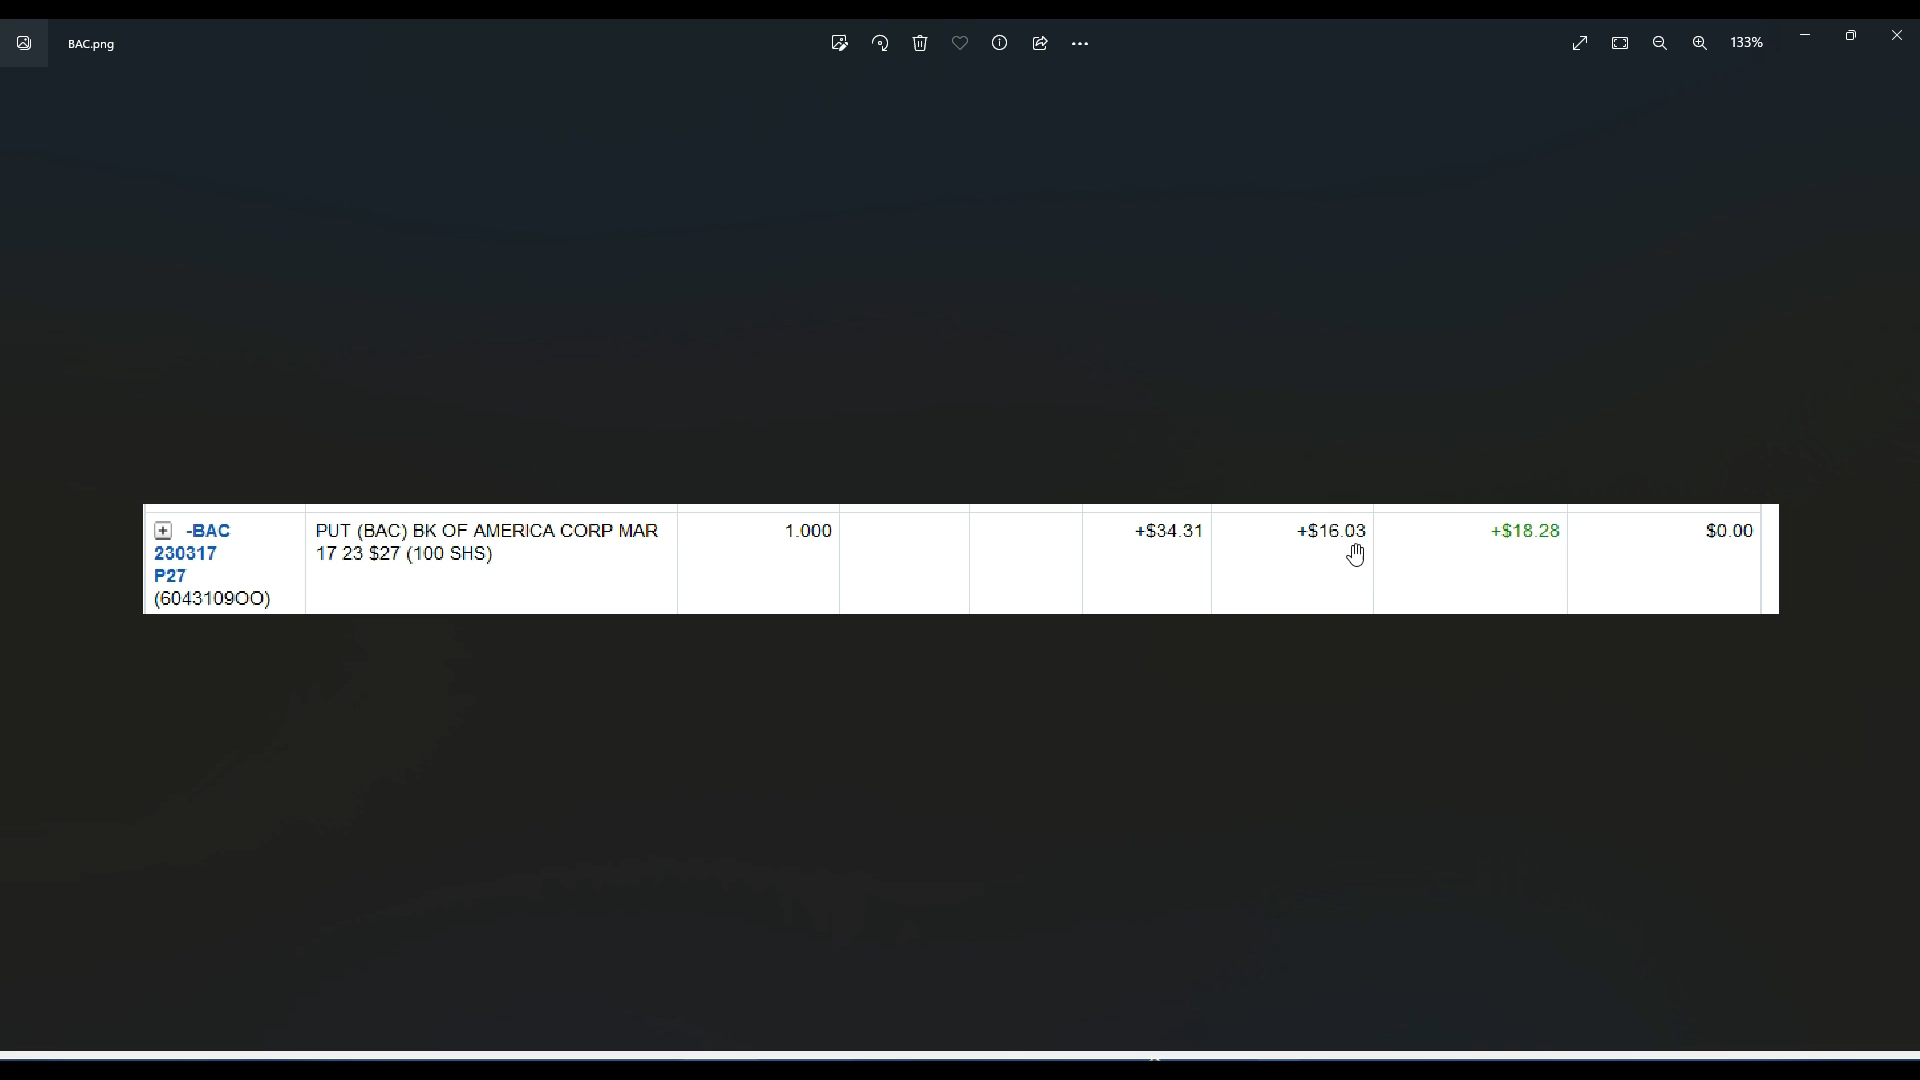 BAC.png
133%
-BAC
230317
P27
(6043109OO)
PUT (BAC) BK OF AMERICA CORP MAR
17 23 $27 (100 SHS)
1.000
+$34.31
+$16.03
+$18.28
$0.00